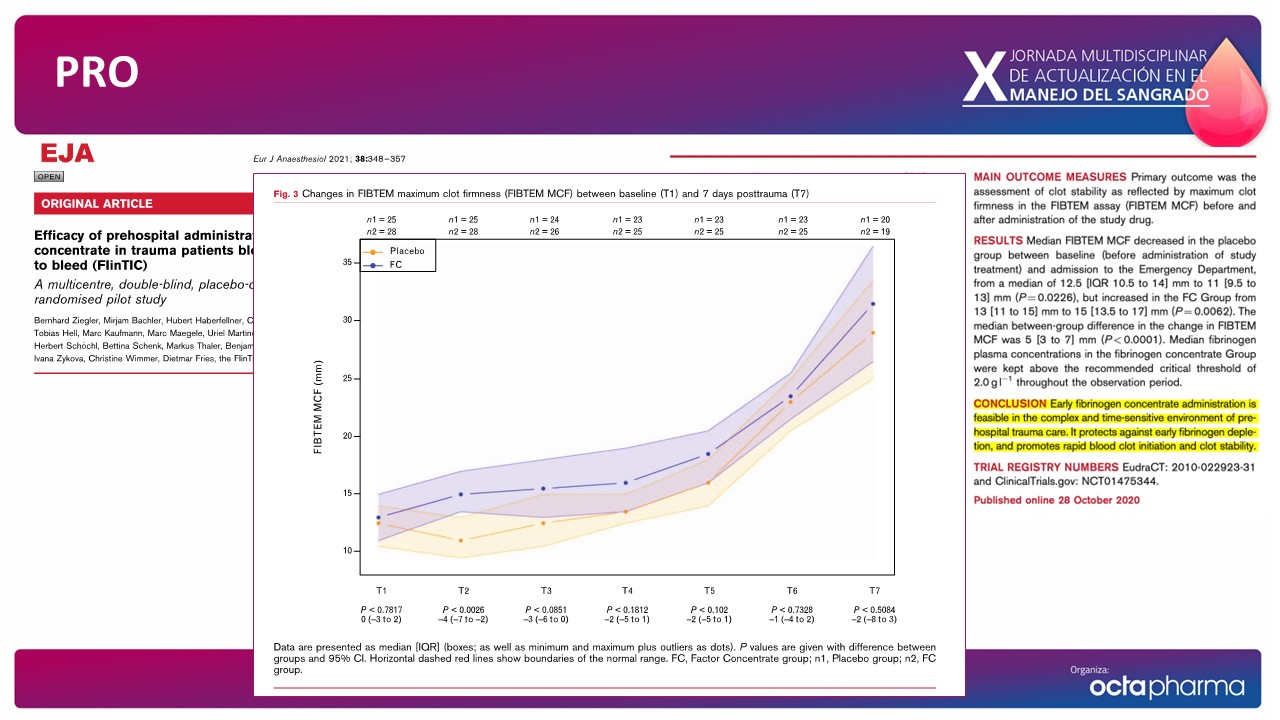 PRO
X JORNADA MULTIDISCIPLINAR
DE ACTUALIZACIÓN EN EL
MANEJO DEL SANGRADO
EJA
OPEN
Eur J Anaesthesiol 2021; 38:348–357
ORIGINAL ARTICLE
Efficacy of prehospital administra
concentrate in trauma patients ble
to bleed (FIinTIC)
A multicentre, double-blind, placebo-c
randomised pilot study
Bernhard Ziegler, Mirjam Bachler, Hubert Haberfellner, C
Tobias Hell, Marc Kaufmann, Marc Maegele, Uriel Martine
Herbert Schöchl, Bettina Schenk, Markus Thaler, Benjam
Ivana Zykova, Christine Wimmer, Dietmar Fries, the FlinT
Fig. 3 Changes in FIBTEM maximum clot firmness (FIBTEM MCF) between baseline (T1) and 7 days posttrauma (T7)
n1 = 25 n1 = 25 n1 = 24 n1 = 23 n1 = 23 n1 = 23 n1 = 20
n2 = 28 n2 = 28 n2 = 26 n2 = 25 n2 = 25 n2 = 25 n2 = 19
Placebo
FC
35
30
25
20
15
10
FIBTEM MCF (mm)
T1 T2 T3 T4 T5 T6 T7
P < 0.7817 P < 0.0026 P < 0.0851 P < 0.1812 P < 0.102 P < 0.7328 P < 0.5084
0 (–3 to 2) –4 (–7 to –2) –3 (–6 to 0) –2 (–5 to 1) –2 (–5 to 1) –1 (–4 to 2) –2 (–8 to 3)
Data are presented as median [IQR] (boxes; as well as minimum and maximum plus outliers as dots). P values are given with difference between
groups and 95% CI. Horizontal dashed red lines show boundaries of the normal range. FC, Factor Concentrate group; n1, Placebo group; n2, FC
group.
MAIN OUTCOME MEASURES Primary outcome was the
assessment of clot stability as reflected by maximum clot
firmness in the FIBTEM assay (FIBTEM MCF) before and
after administration of the study drug.
RESULTS Median FIBTEM MCF decreased in the placebo
group between baseline (before administration of study
treatment) and admission to the Emergency Department,
from a median of 12.5 [IQR 10.5 to 14] mm to 11 [9.5 to
13] mm (P=0.0226), but increased in the FC Group from
13 [11 to 15] mm to 15 [13.5 to 17] mm (P=0.0062). The
median between-group difference in the change in FIBTEM
MCF was 5 [3 to 7] mm (P<0.0001). Median fibrinogen
plasma concentrations in the fibrinogen concentrate Group
were kept above the recommended critical threshold of
2.0 g l⁻¹ throughout the observation period.
CONCLUSION Early fibrinogen concentrate administration is
feasible in the complex and time-sensitive environment of pre-
hospital trauma care. It protects against early fibrinogen deple-
tion, and promotes rapid blood clot initiation and clot stability.
TRIAL REGISTRY NUMBERS EudraCT: 2010-022923-31
and ClinicalTrials.gov: NCT01475344.
Published online 28 October 2020
Organiza:
octapharma